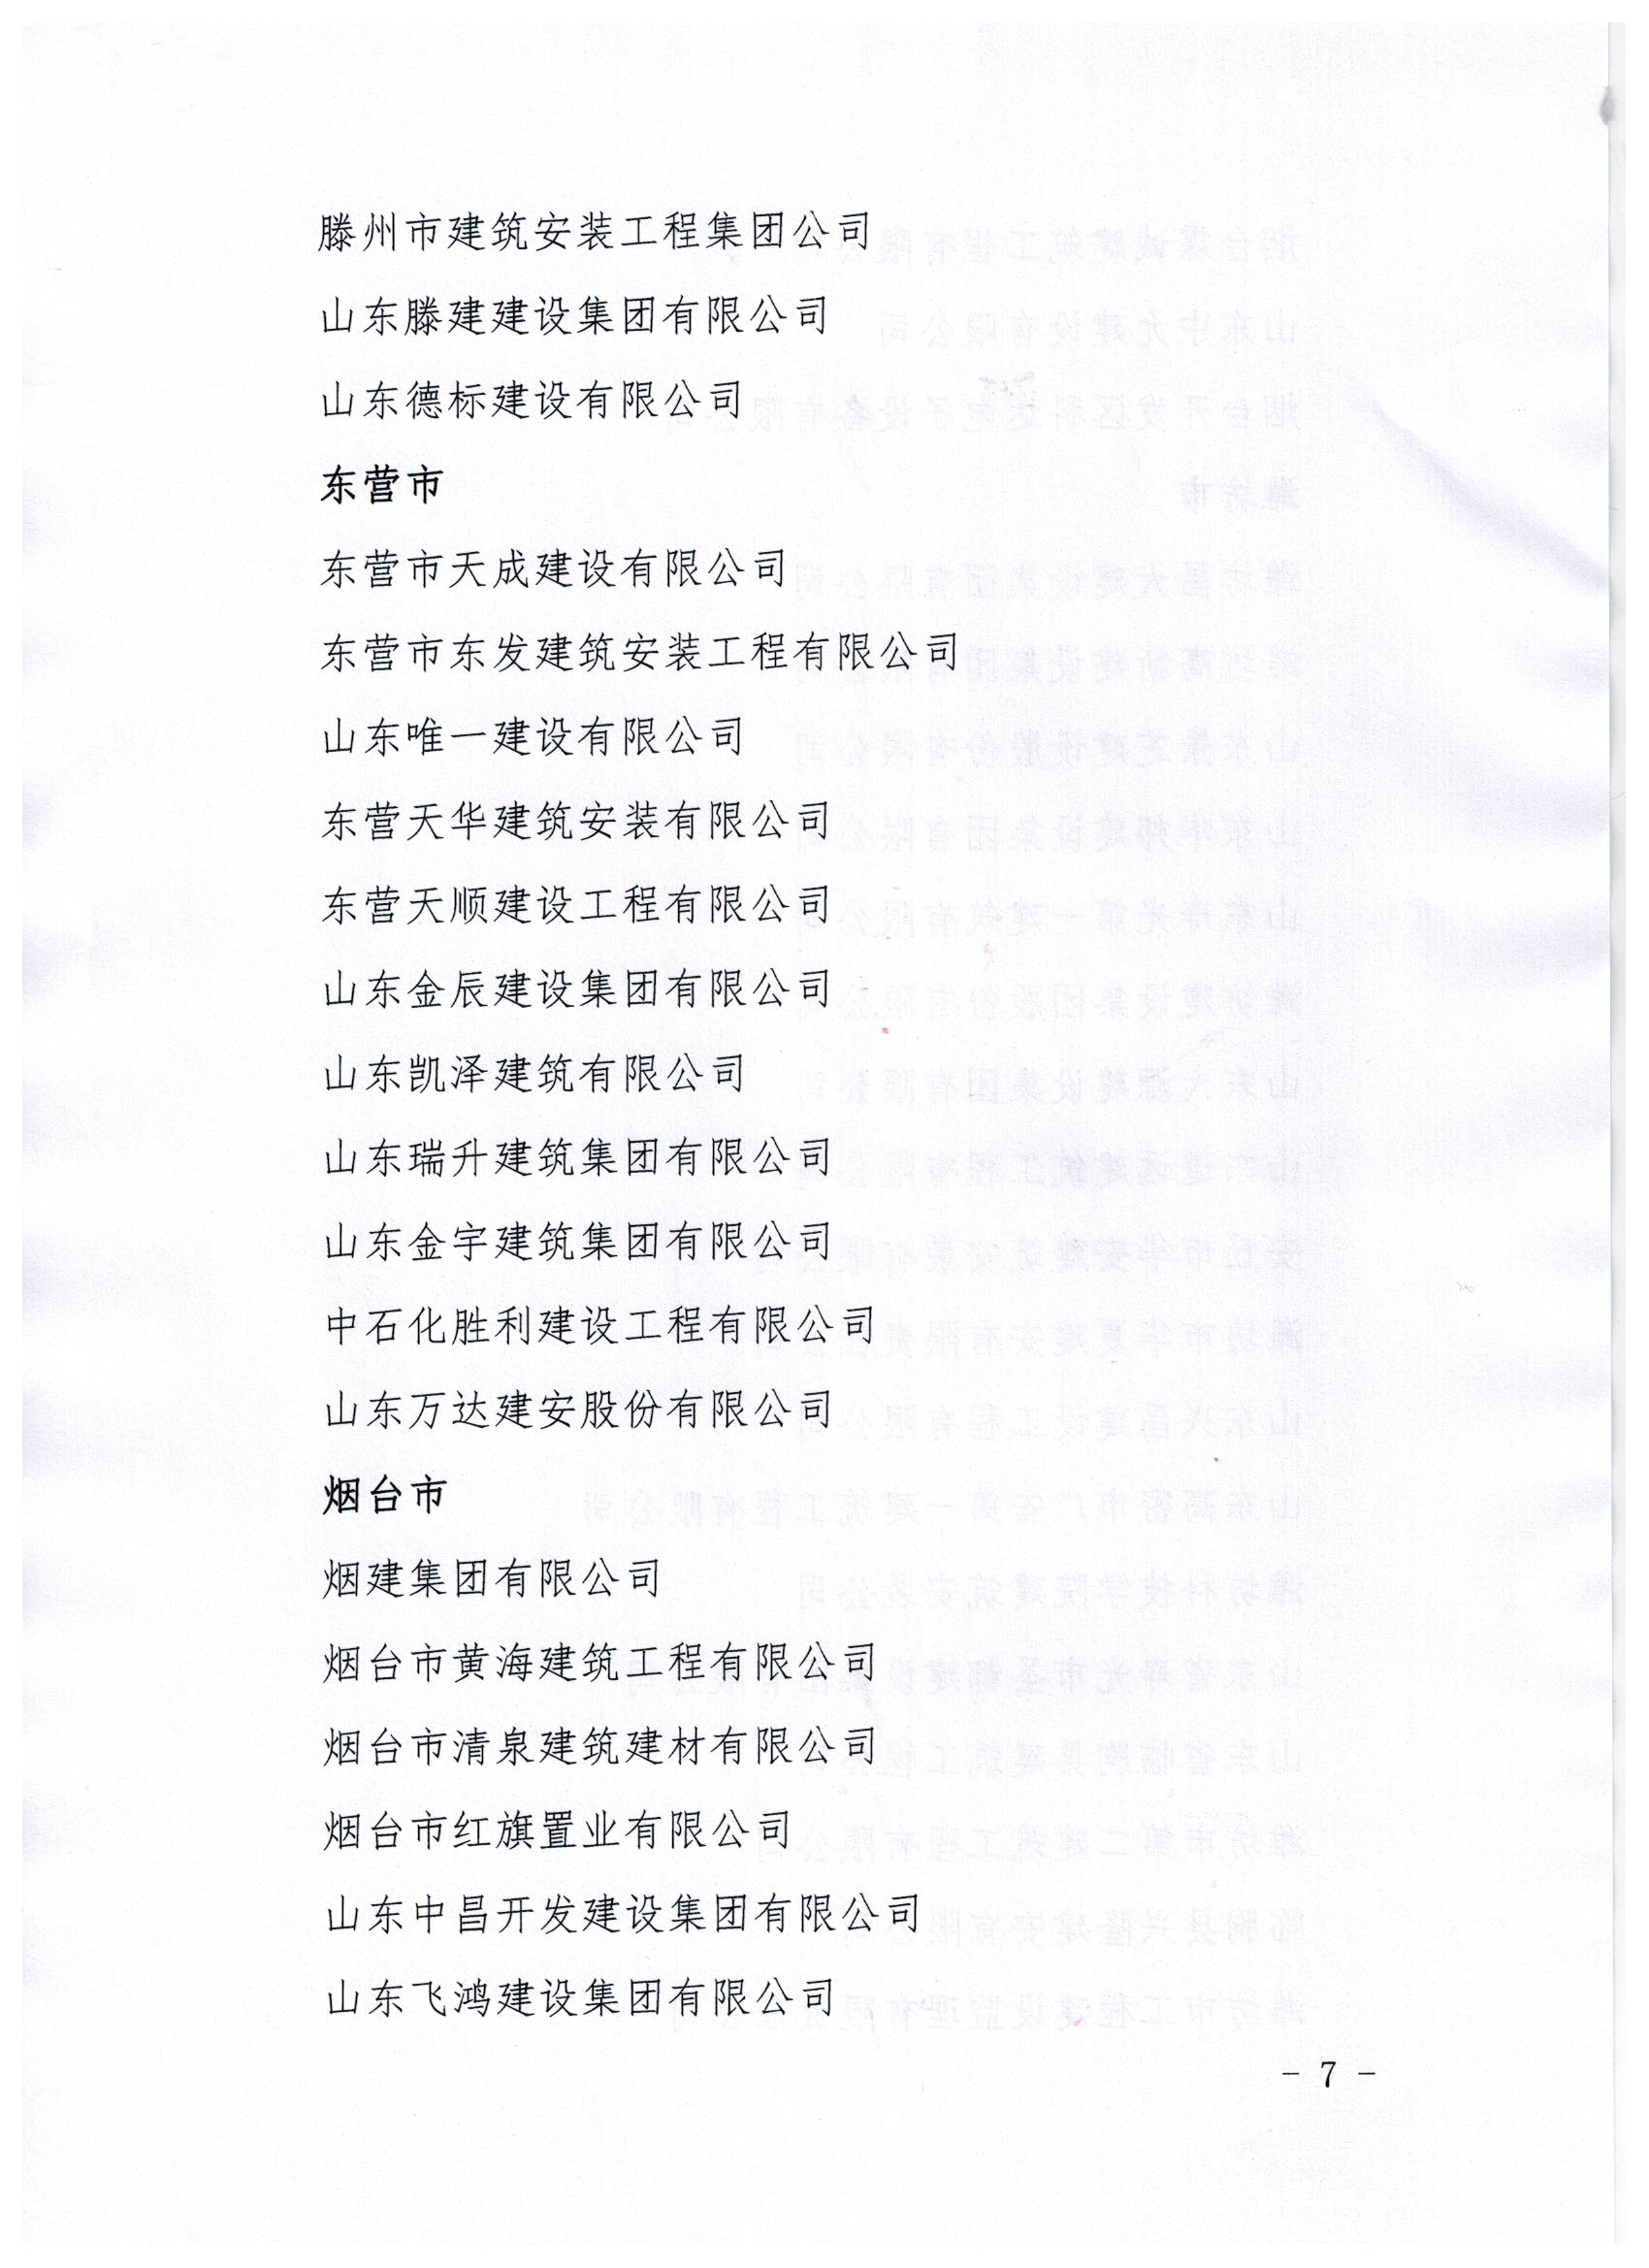 滕州市建筑安装工程集团公司
山东滕建建设集团有限公司
山东德标建设有限公司
东营市
东营市天成建设有限公司
东营市东发建筑安装工程有限公司
山东唯一建设有限公司
东营天华建筑安装有限公司
东营天顺建设工程有限公司
山东金辰建设集团有限公司
山东凯泽建筑有限公司
山东瑞升建筑集团有限公司
山东金宇建筑集团有限公司
中石化胜利建设工程有限公司
山东万达建安股份有限公司
烟台市
烟建集团有限公司
烟台市黄海建筑工程有限公司
烟台市清泉建筑建材有限公司
烟台市红旗置业有限公司
山东中昌开发建设集团有限公司
山东飞鸿建设集团有限公司
- 7 -